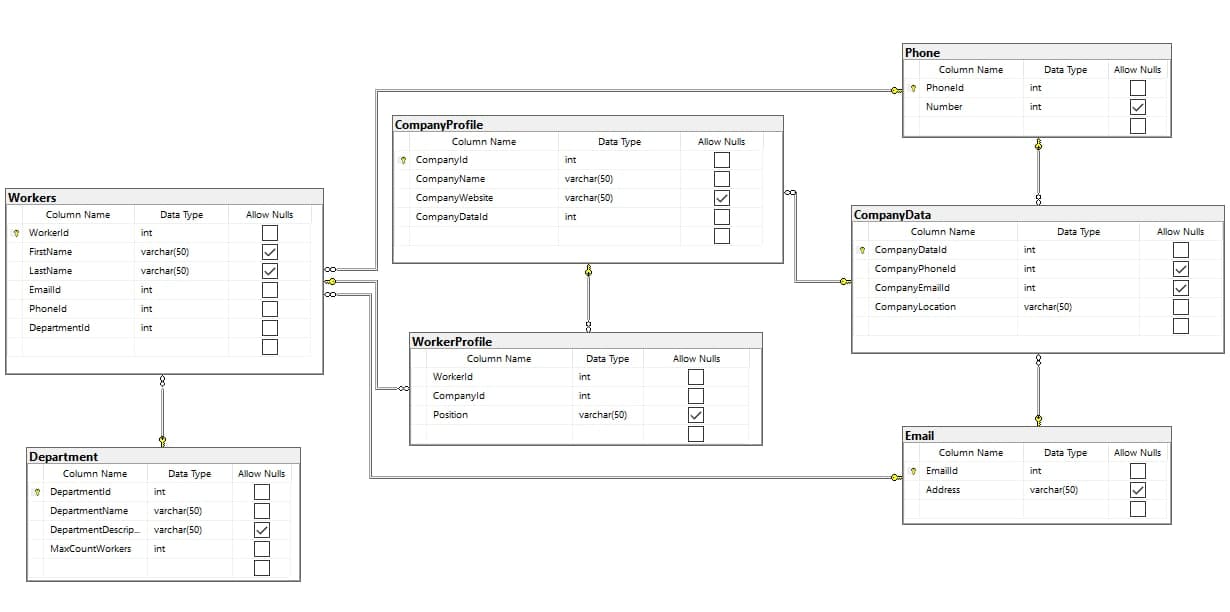 Phone
Column Name Data Type Allow Nulls
PhoneId int
Number int
CompanyProfile
Column Name Data Type Allow Nulls
CompanyId int
CompanyName varchar(50)
CompanyWebsite varchar(50)
CompanyDataId int
Workers
Column Name Data Type Allow Nulls
WorkerId int
FirstName varchar(50)
LastName varchar(50)
EmailId int
PhoneId int
DepartmentId int
CompanyData
Column Name Data Type Allow Nulls
CompanyDataId int
CompanyPhoneId int
CompanyEmailId int
CompanyLocation varchar(50)
WorkerProfile
Column Name Data Type Allow Nulls
WorkerId int
CompanyId int
Position varchar(50)
Department
Column Name Data Type Allow Nulls
DepartmentId int
DepartmentName varchar(50)
DepartmentDescrip... varchar(50)
MaxCountWorkers int
Email
Column Name Data Type Allow Nulls
EmailId int
Address varchar(50)